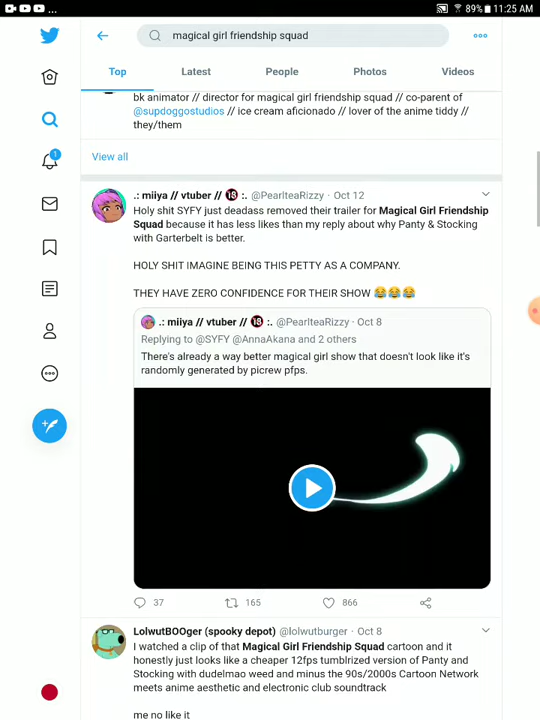 89% 11:25 AM
magical girl friendship squad
Top Latest People Photos Videos
bk animator // director for magical girl friendship squad // co-parent of
@supdoggostudios // ice cream aficionado // lover of the anime tiddy //
they/them
View all
.: miiya // vtuber // 🔞 :. @PearlteaRizzy · Oct 12
Holy shit SYFY just deadass removed their trailer for Magical Girl Friendship
Squad because it has less likes than my reply about why Panty & Stocking
with Garterbelt is better.
HOLY SHIT IMAGINE BEING THIS PETTY AS A COMPANY.
THEY HAVE ZERO CONFIDENCE FOR THEIR SHOW 😂😂😂
.: miiya // vtuber // 🔞 :. @PearlteaRizzy · Oct 8
Replying to @SYFY @AnnaAkana and 2 others
There's already a way better magical girl show that doesn't look like it's
randomly generated by picrew pfps.
37 165 866
LolwutBOOger (spooky depot) @lolwutburger · Oct 8
I watched a clip of that Magical Girl Friendship Squad cartoon and it
honestly just looks like a cheaper 12fps tumblrized version of Panty and
Stocking with dudelmao weed and minus the 90s/2000s Cartoon Network
meets anime aesthetic and electronic club soundtrack
me no like it